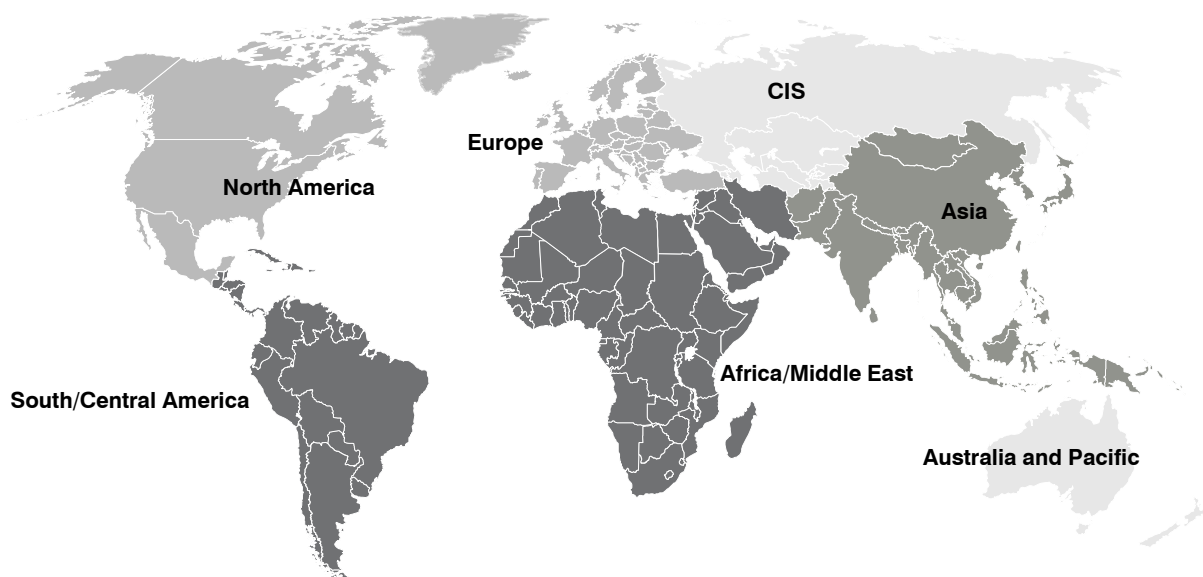 CIS
Europe
North America
Asia
Africa/Middle East
South/Central America
Australia and Pacific